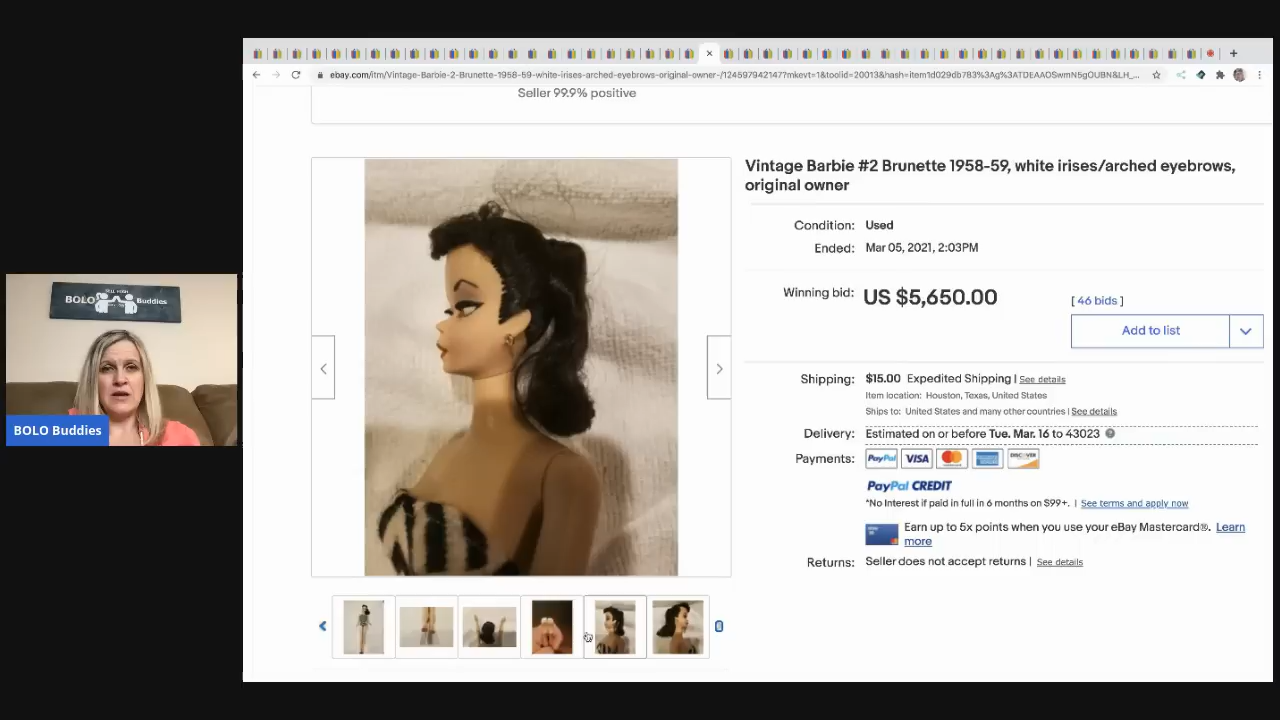 ebay.com/itm/Vintage-Barbie-2-Brunette-1958-59-white-irises-arched-eyebrows-original-owner-/124597942147?mkevt=1&toolid=20013&hash=item1d029db783%3Ag%3ATDEAAOSwmN5gOUBN&LH_...
Seller 99.9% positive
Vintage Barbie #2 Brunette 1958-59, white irises/arched eyebrows,
original owner
Condition: Used
Ended: Mar 05, 2021, 2:03PM
Winning bid: US $5,650.00 [ 46 bids ]
Add to list
Shipping: $15.00 Expedited Shipping | See details
Item location: Houston, Texas, United States
Ships to: United States and many other countries | See details
Delivery: Estimated on or before Tue. Mar. 16 to 43023
Payments: PayPal VISA DISCOVER
PayPal CREDIT
*No Interest if paid in full in 6 months on $99+. | See terms and apply now
Earn up to 5x points when you use your eBay Mastercard®. Learn
more
Returns: Seller does not accept returns | See details
BOLO Buddies
BOLO Buddies